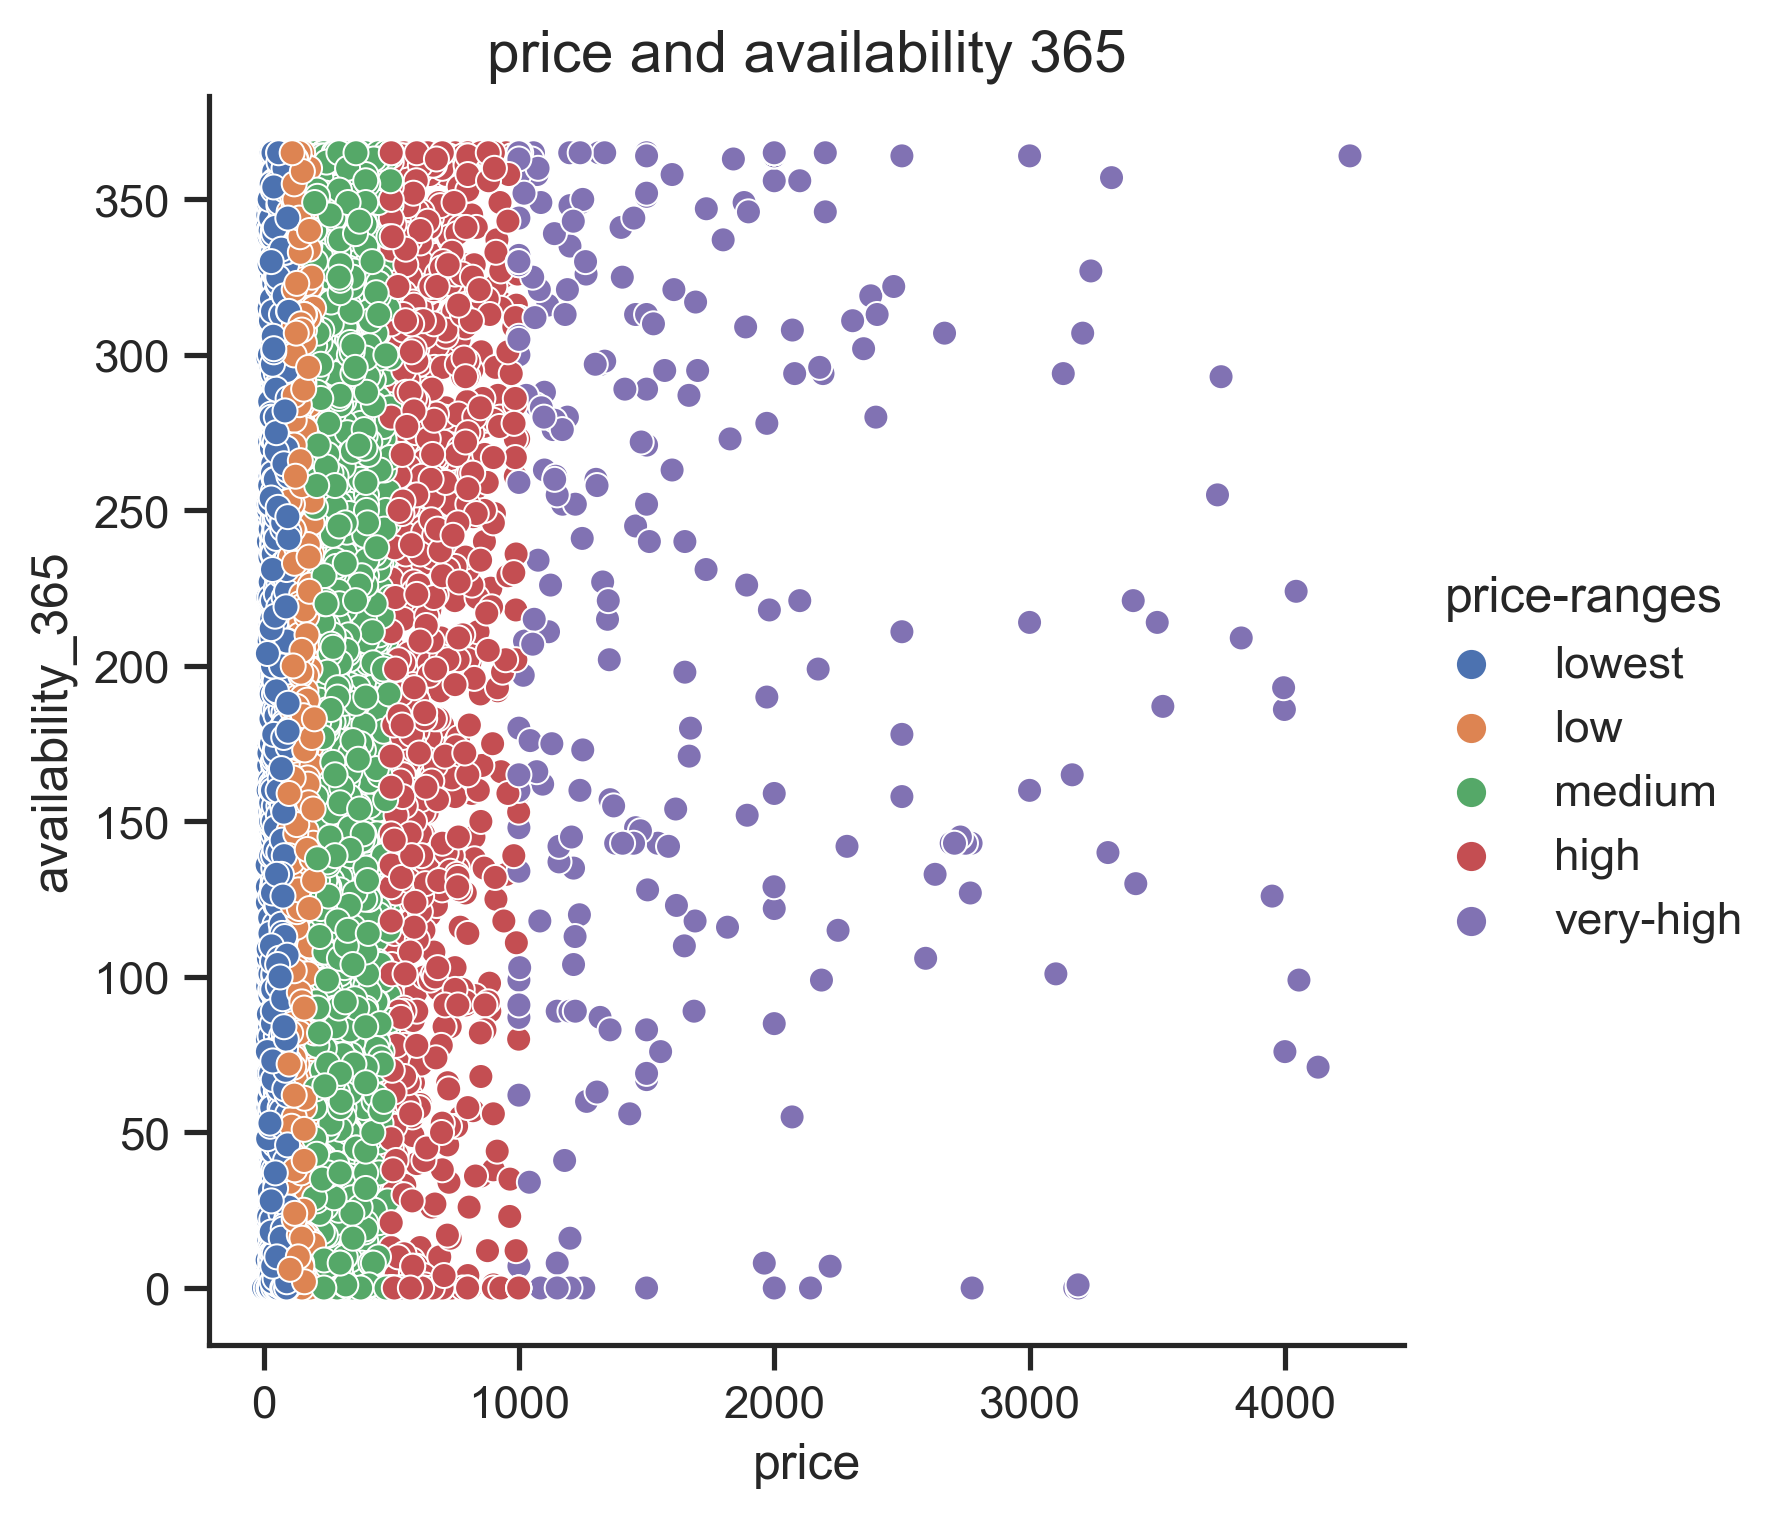 price and availability 365
availability_365
350
300
250
200
150
100
50
0
0 1000 2000 3000 4000
price
price-ranges
lowest
low
medium
high
very-high